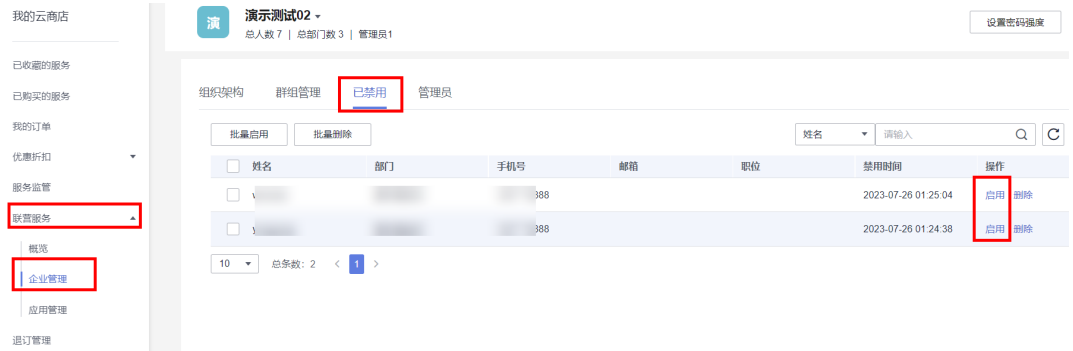 我的云商店
已收藏的服务
已购买的服务
我的订单
优惠折扣
服务监管
联营服务
概览
企业管理
应用管理
退订管理
演
演示测试02
总人数 7 | 总部门数 3 | 管理员1
设置密码强度
组织架构 群组管理 已禁用 管理员
批量启用 批量删除 姓名 请输入
姓名 部门 手机号 邮箱 职位 禁用时间 操作
388 2023-07-26 01:25:04 启用 删除
388 2023-07-26 01:24:38 启用 删除
10 总条数: 2 < 1 >